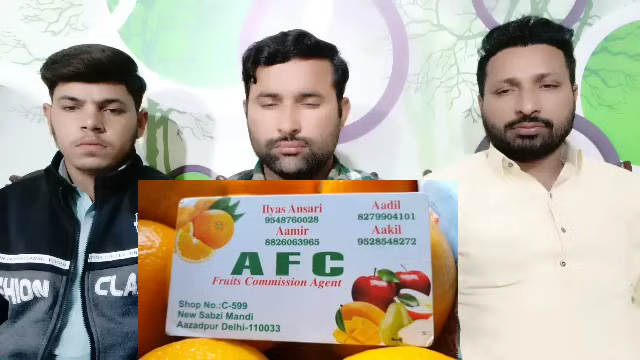 Ilyas Ansari
9548760028
Aamir
8826063965
Aadil
8279904101
Aakil
9528548272
AFC
Fruits Commission Agent
Shop No.:C-599
New Sabzi Mandi
Aazadpur Delhi-110033
HION
CLA